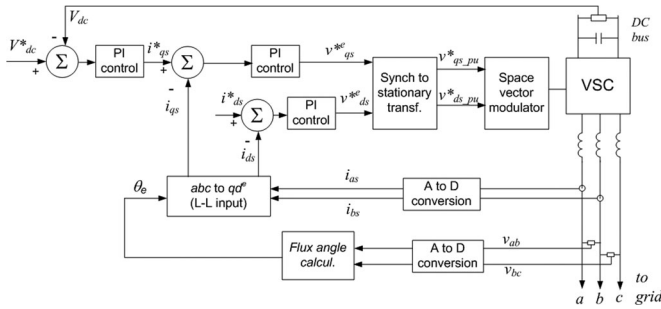 V_dc
DC
bus
V*_dc
-
+
Σ
PI
control
i*_qs
+
-
Σ
PI
control
v*^e_qs
v*_qs_pu
Synch to
stationary
transf.
Space
vector
modulator
VSC
i_qs
i*_ds
+
-
Σ
PI
control
v*^e_ds
v*_ds_pu
i_ds
θ_e
abc to qd^e
(L-L input)
i_as
i_bs
A to D
conversion
Flux angle
calcul.
A to D
conversion
v_ab
v_bc
a b c
to
grid